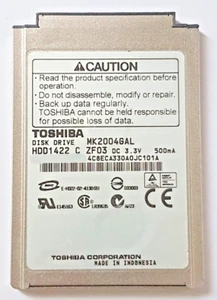 ⚠CAUTION
• Read the product manual before operation.
• Do not disassemble, modify or repair.
• Back up data regularly.
TOSHIBA cannot be held responsible
for possible loss of data.
TOSHIBA
DISK DRIVE MK2004GAL
HDD1422 C ZF03 DC 3.3V 500mA
4C8ECA330A0JC101A
TOSHIBA CORPORATION
MADE IN INDONESIA